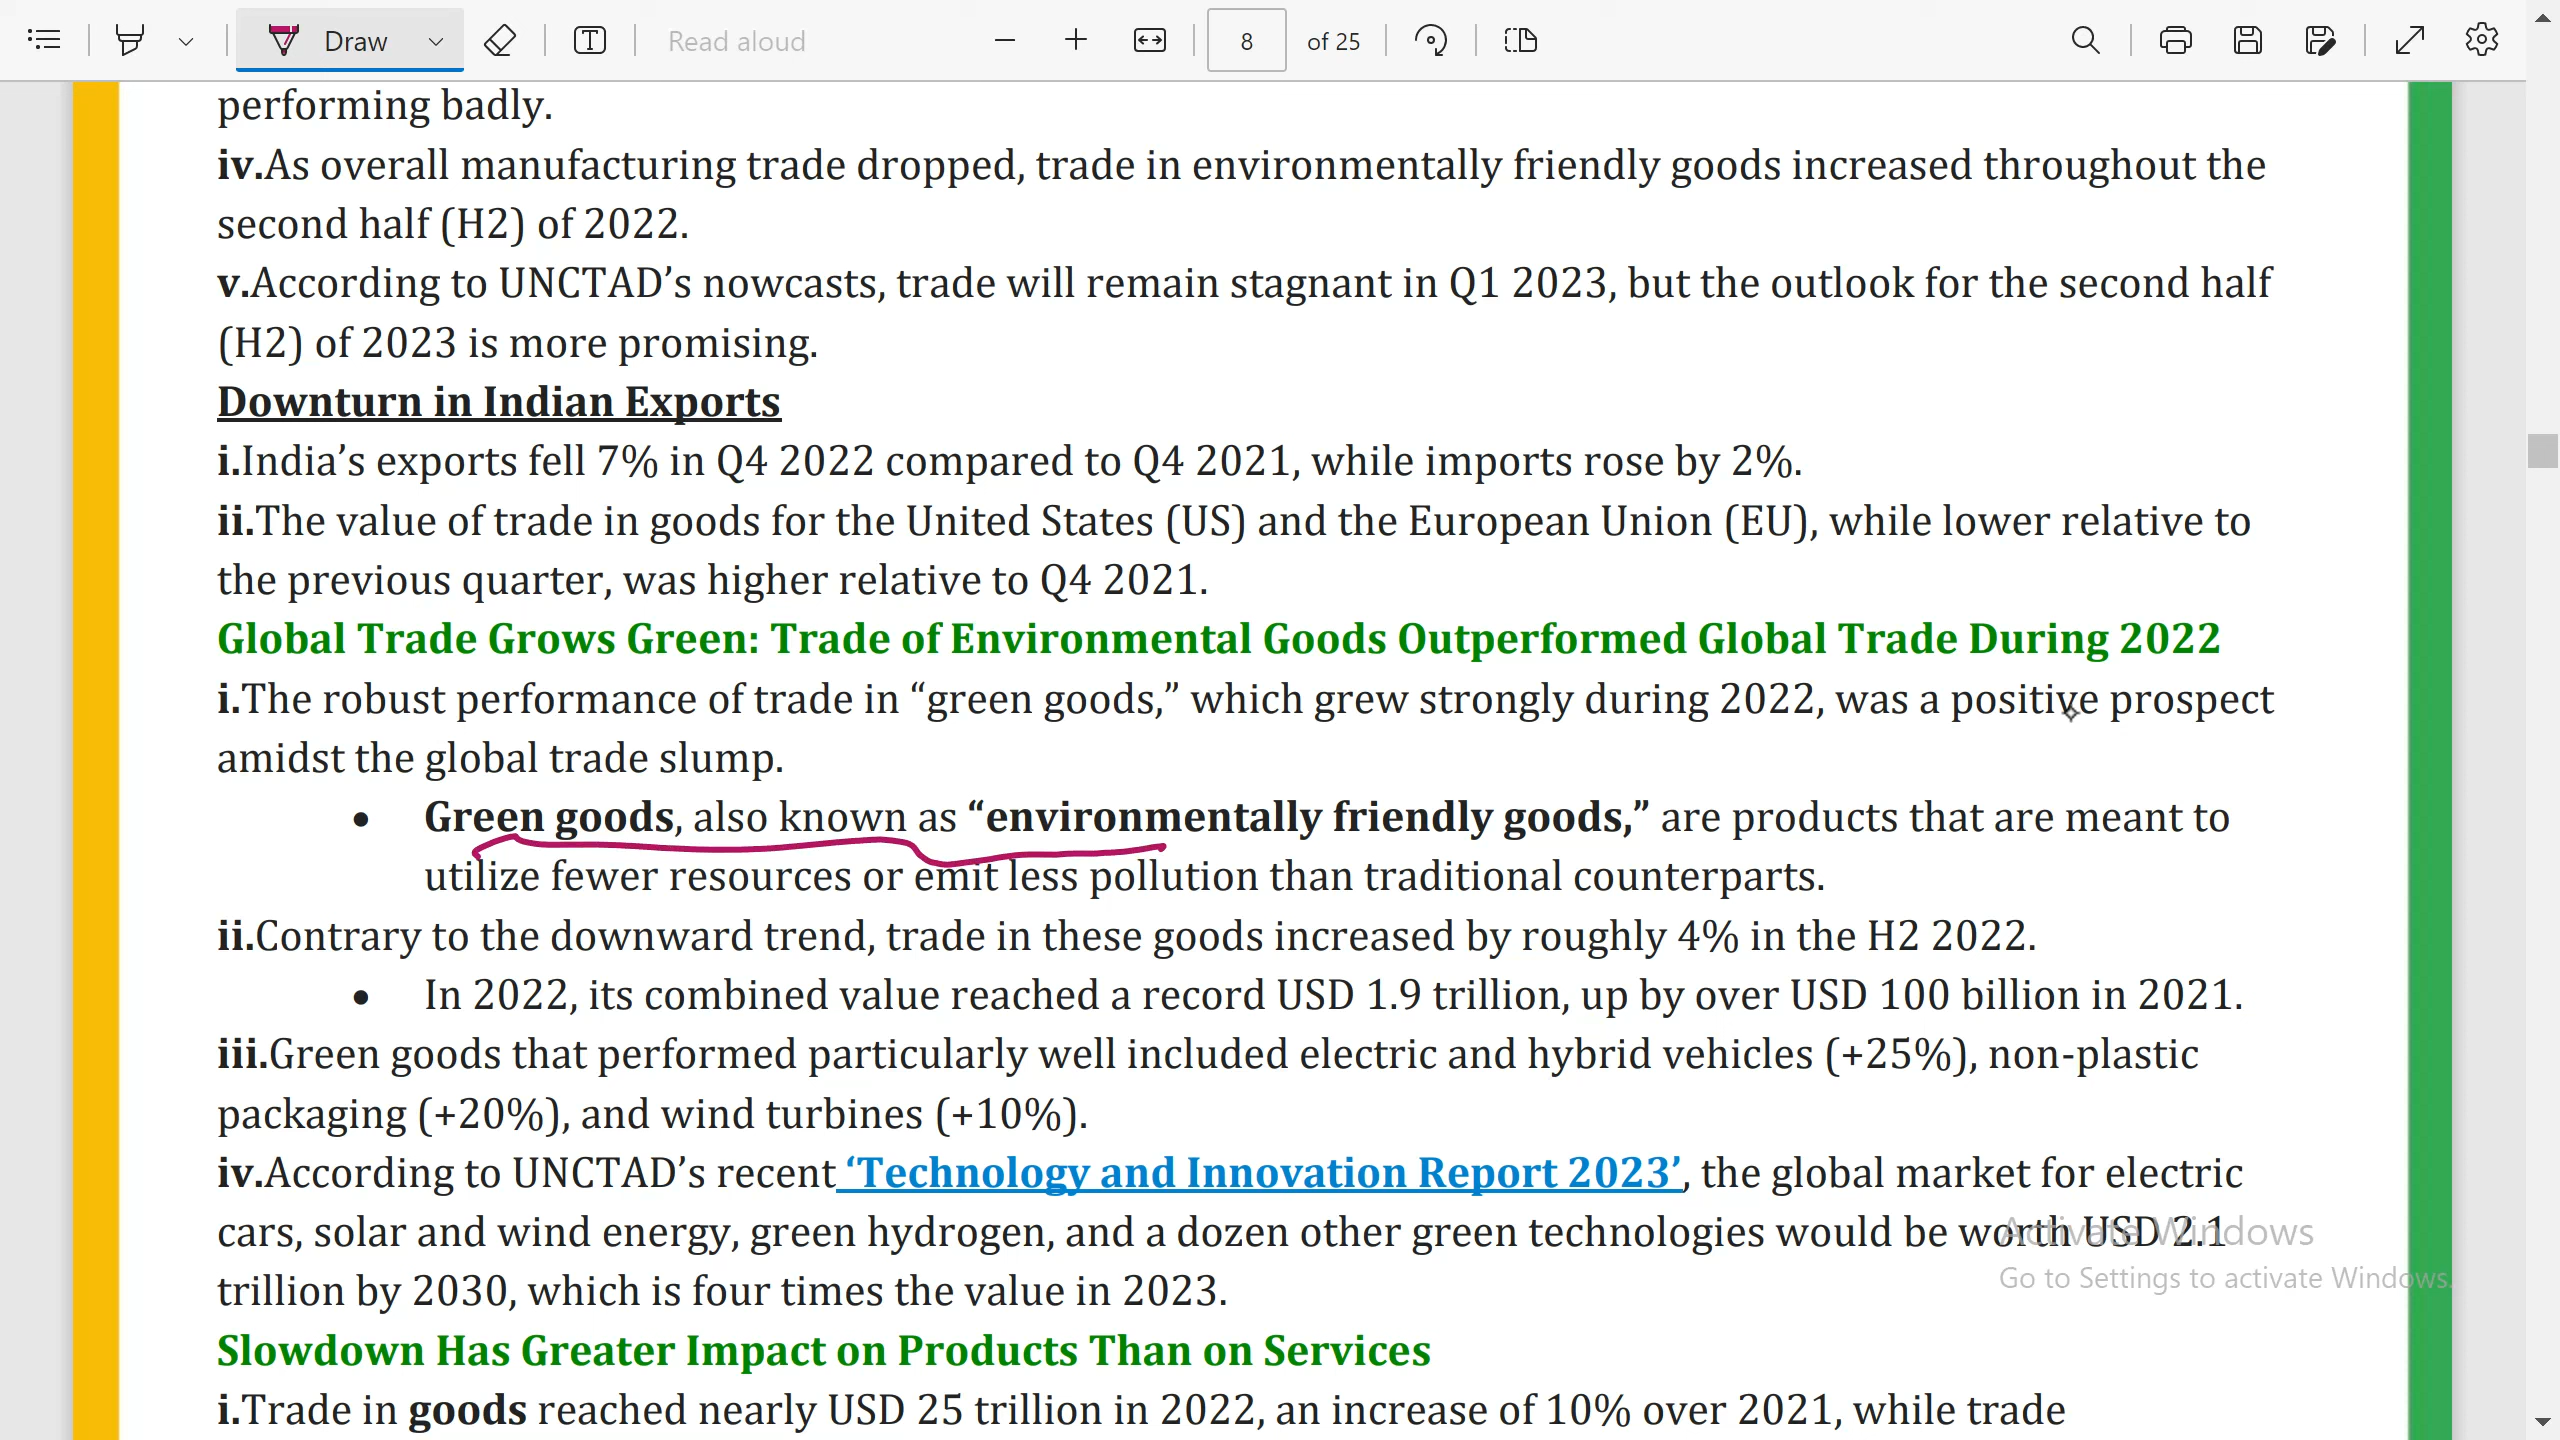 Draw
Read aloud
8
of 25
performing badly.
iv.As overall manufacturing trade dropped, trade in environmentally friendly goods increased throughout the
second half (H2) of 2022.
v.According to UNCTAD’s nowcasts, trade will remain stagnant in Q1 2023, but the outlook for the second half
(H2) of 2023 is more promising.
Downturn in Indian Exports
i.India’s exports fell 7% in Q4 2022 compared to Q4 2021, while imports rose by 2%.
ii.The value of trade in goods for the United States (US) and the European Union (EU), while lower relative to
the previous quarter, was higher relative to Q4 2021.
Global Trade Grows Green: Trade of Environmental Goods Outperformed Global Trade During 2022
i.The robust performance of trade in “green goods,” which grew strongly during 2022, was a positive prospect
amidst the global trade slump.
• Green goods, also known as “environmentally friendly goods,” are products that are meant to
utilize fewer resources or emit less pollution than traditional counterparts.
ii.Contrary to the downward trend, trade in these goods increased by roughly 4% in the H2 2022.
• In 2022, its combined value reached a record USD 1.9 trillion, up by over USD 100 billion in 2021.
iii.Green goods that performed particularly well included electric and hybrid vehicles (+25%), non-plastic
packaging (+20%), and wind turbines (+10%).
iv.According to UNCTAD’s recent ‘Technology and Innovation Report 2023’, the global market for electric
cars, solar and wind energy, green hydrogen, and a dozen other green technologies would be worth USD 2.1
trillion by 2030, which is four times the value in 2023.
Activate Windows
Go to Settings to activate Windows.
Slowdown Has Greater Impact on Products Than on Services
i.Trade in goods reached nearly USD 25 trillion in 2022, an increase of 10% over 2021, while trade